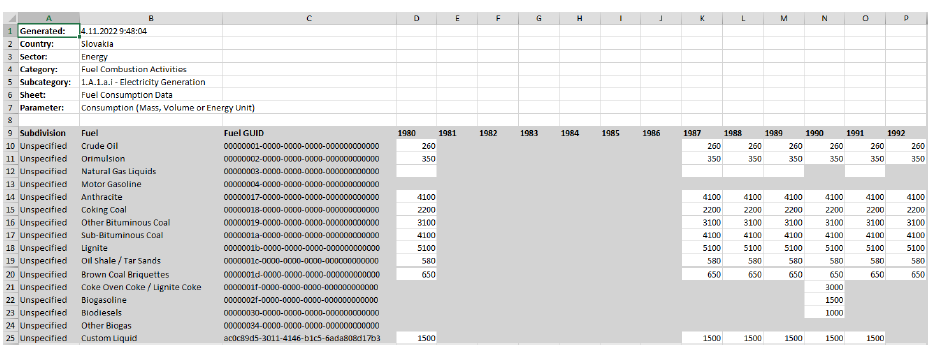 A B C D E F G H I J K L M N O P
1 Generated: 4.11.2022 9:48:04
2 Country: Slovakia
3 Sector: Energy
4 Category: Fuel Combustion Activities
5 Subcategory: 1.A.1.a.i - Electricity Generation
6 Sheet: Fuel Consumption Data
7 Parameter: Consumption (Mass, Volume or Energy Unit)
8
9 Subdivision Fuel Fuel GUID 1980 1981 1982 1983 1984 1985 1986 1987 1988 1989 1990 1991 1992
10 Unspecified Crude Oil 00000001-0000-0000-0000-000000000000 260 260 260 260 260 260 260
11 Unspecified Orimulsion 00000002-0000-0000-0000-000000000000 350 350 350 350 350 350 350
12 Unspecified Natural Gas Liquids 00000003-0000-0000-0000-000000000000
13 Unspecified Motor Gasoline 00000004-0000-0000-0000-000000000000
14 Unspecified Anthracite 00000017-0000-0000-0000-000000000000 4100 4100 4100 4100 4100 4100 4100
15 Unspecified Coking Coal 00000018-0000-0000-0000-000000000000 2200 2200 2200 2200 2200 2200 2200
16 Unspecified Other Bituminous Coal 00000019-0000-0000-0000-000000000000 3100 3100 3100 3100 3100 3100 3100
17 Unspecified Sub-Bituminous Coal 0000001a-0000-0000-0000-000000000000 4100 4100 4100 4100 4100 4100 4100
18 Unspecified Lignite 0000001b-0000-0000-0000-000000000000 5100 5100 5100 5100 5100 5100 5100
19 Unspecified Oil Shale / Tar Sands 0000001c-0000-0000-0000-000000000000 580 580 580 580 580 580 580
20 Unspecified Brown Coal Briquettes 0000001d-0000-0000-0000-000000000000 650 650 650 650 650 650 650
21 Unspecified Coke Oven Coke / Lignite Coke 0000001f-0000-0000-0000-000000000000 3000
22 Unspecified Biogasoline 0000002f-0000-0000-0000-000000000000 1500
23 Unspecified Biodiesels 00000030-0000-0000-0000-000000000000 1000
24 Unspecified Other Biogas 00000034-0000-0000-0000-000000000000
25 Unspecified Custom Liquid ac0c89d5-3011-4146-b1c5-6ada808d17b3 1500 1500 1500 1500 1500 1500